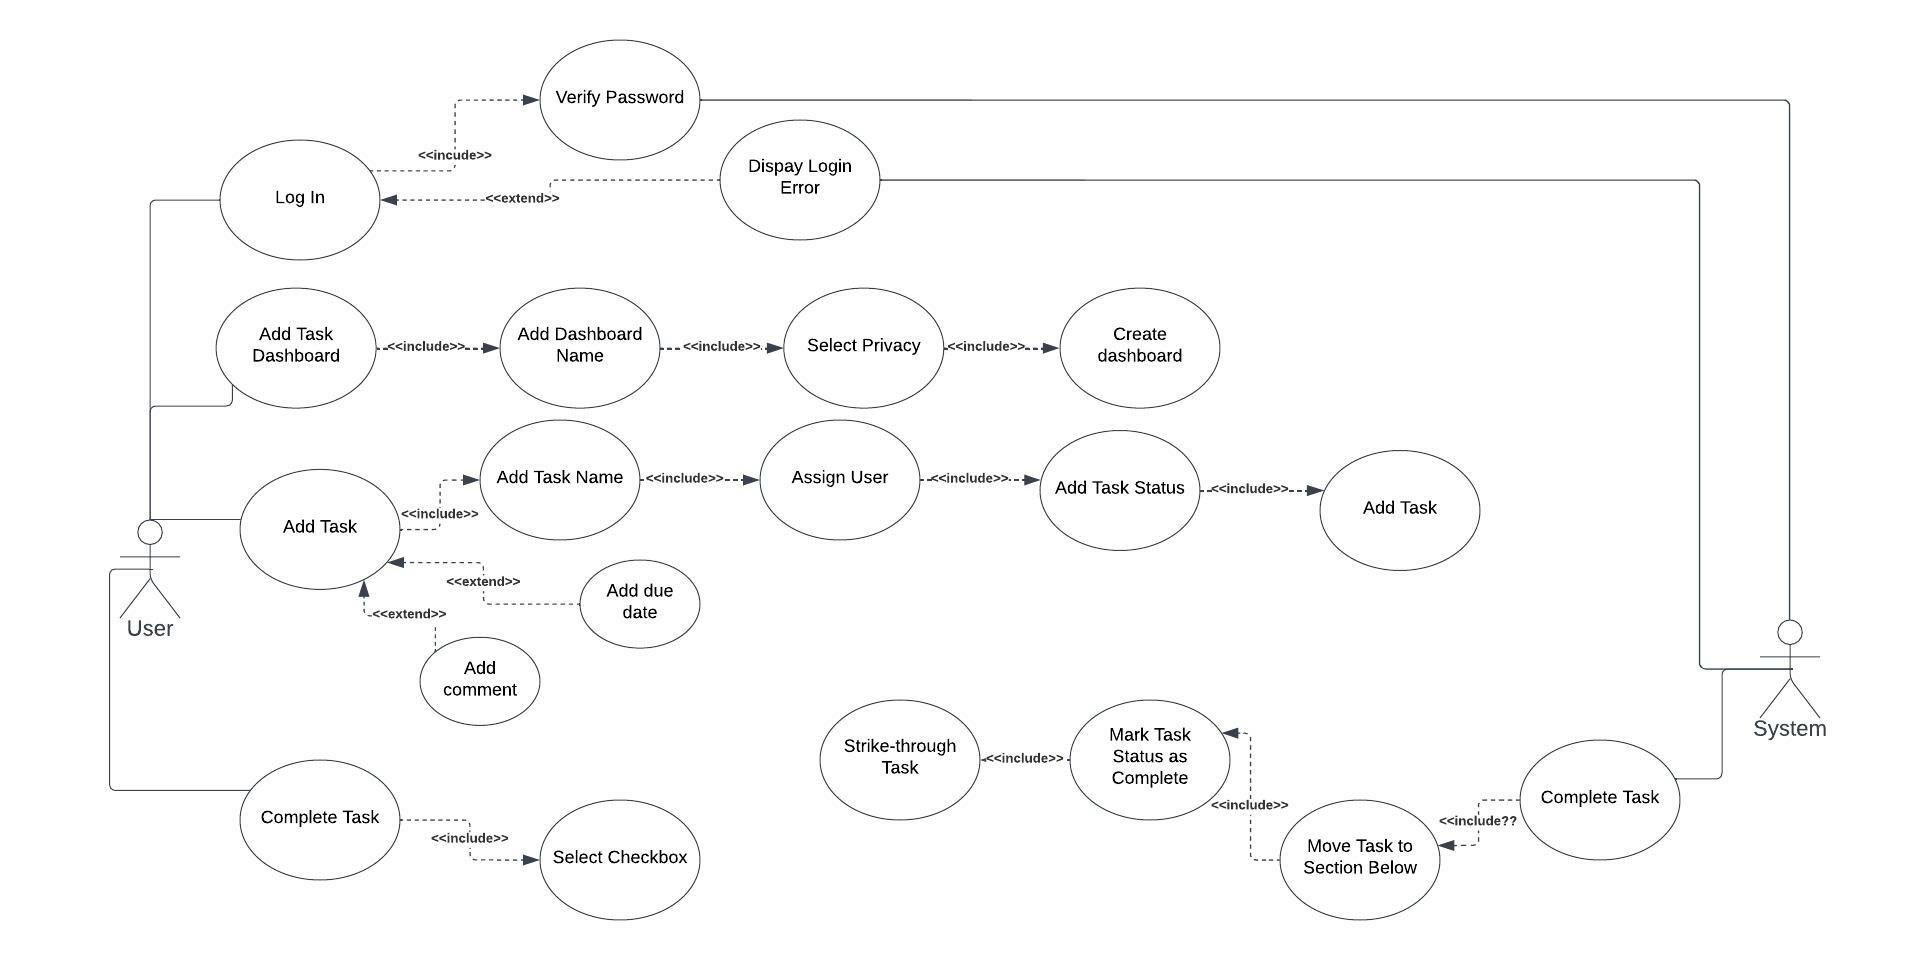 Verify Password
<<incude>>
Dispay Login
Error
Log In
<<extend>>
Add Task
Dashboard
<<include>>
Add Dashboard
Name
<<include>>
Select Privacy
<<include>>
Create
dashboard
Add Task
<<include>>
Add Task Name
<<include>>
Assign User
<<include>>
Add Task Status
<<include>>
Add Task
<<extend>>
Add due
date
<<extend>>
Add
comment
User
System
Strike-through
Task
<<include>>
Mark Task
Status as
Complete
<<include>>
Move Task to
Section Below
<<include??
Complete Task
Complete Task
<<include>>
Select Checkbox